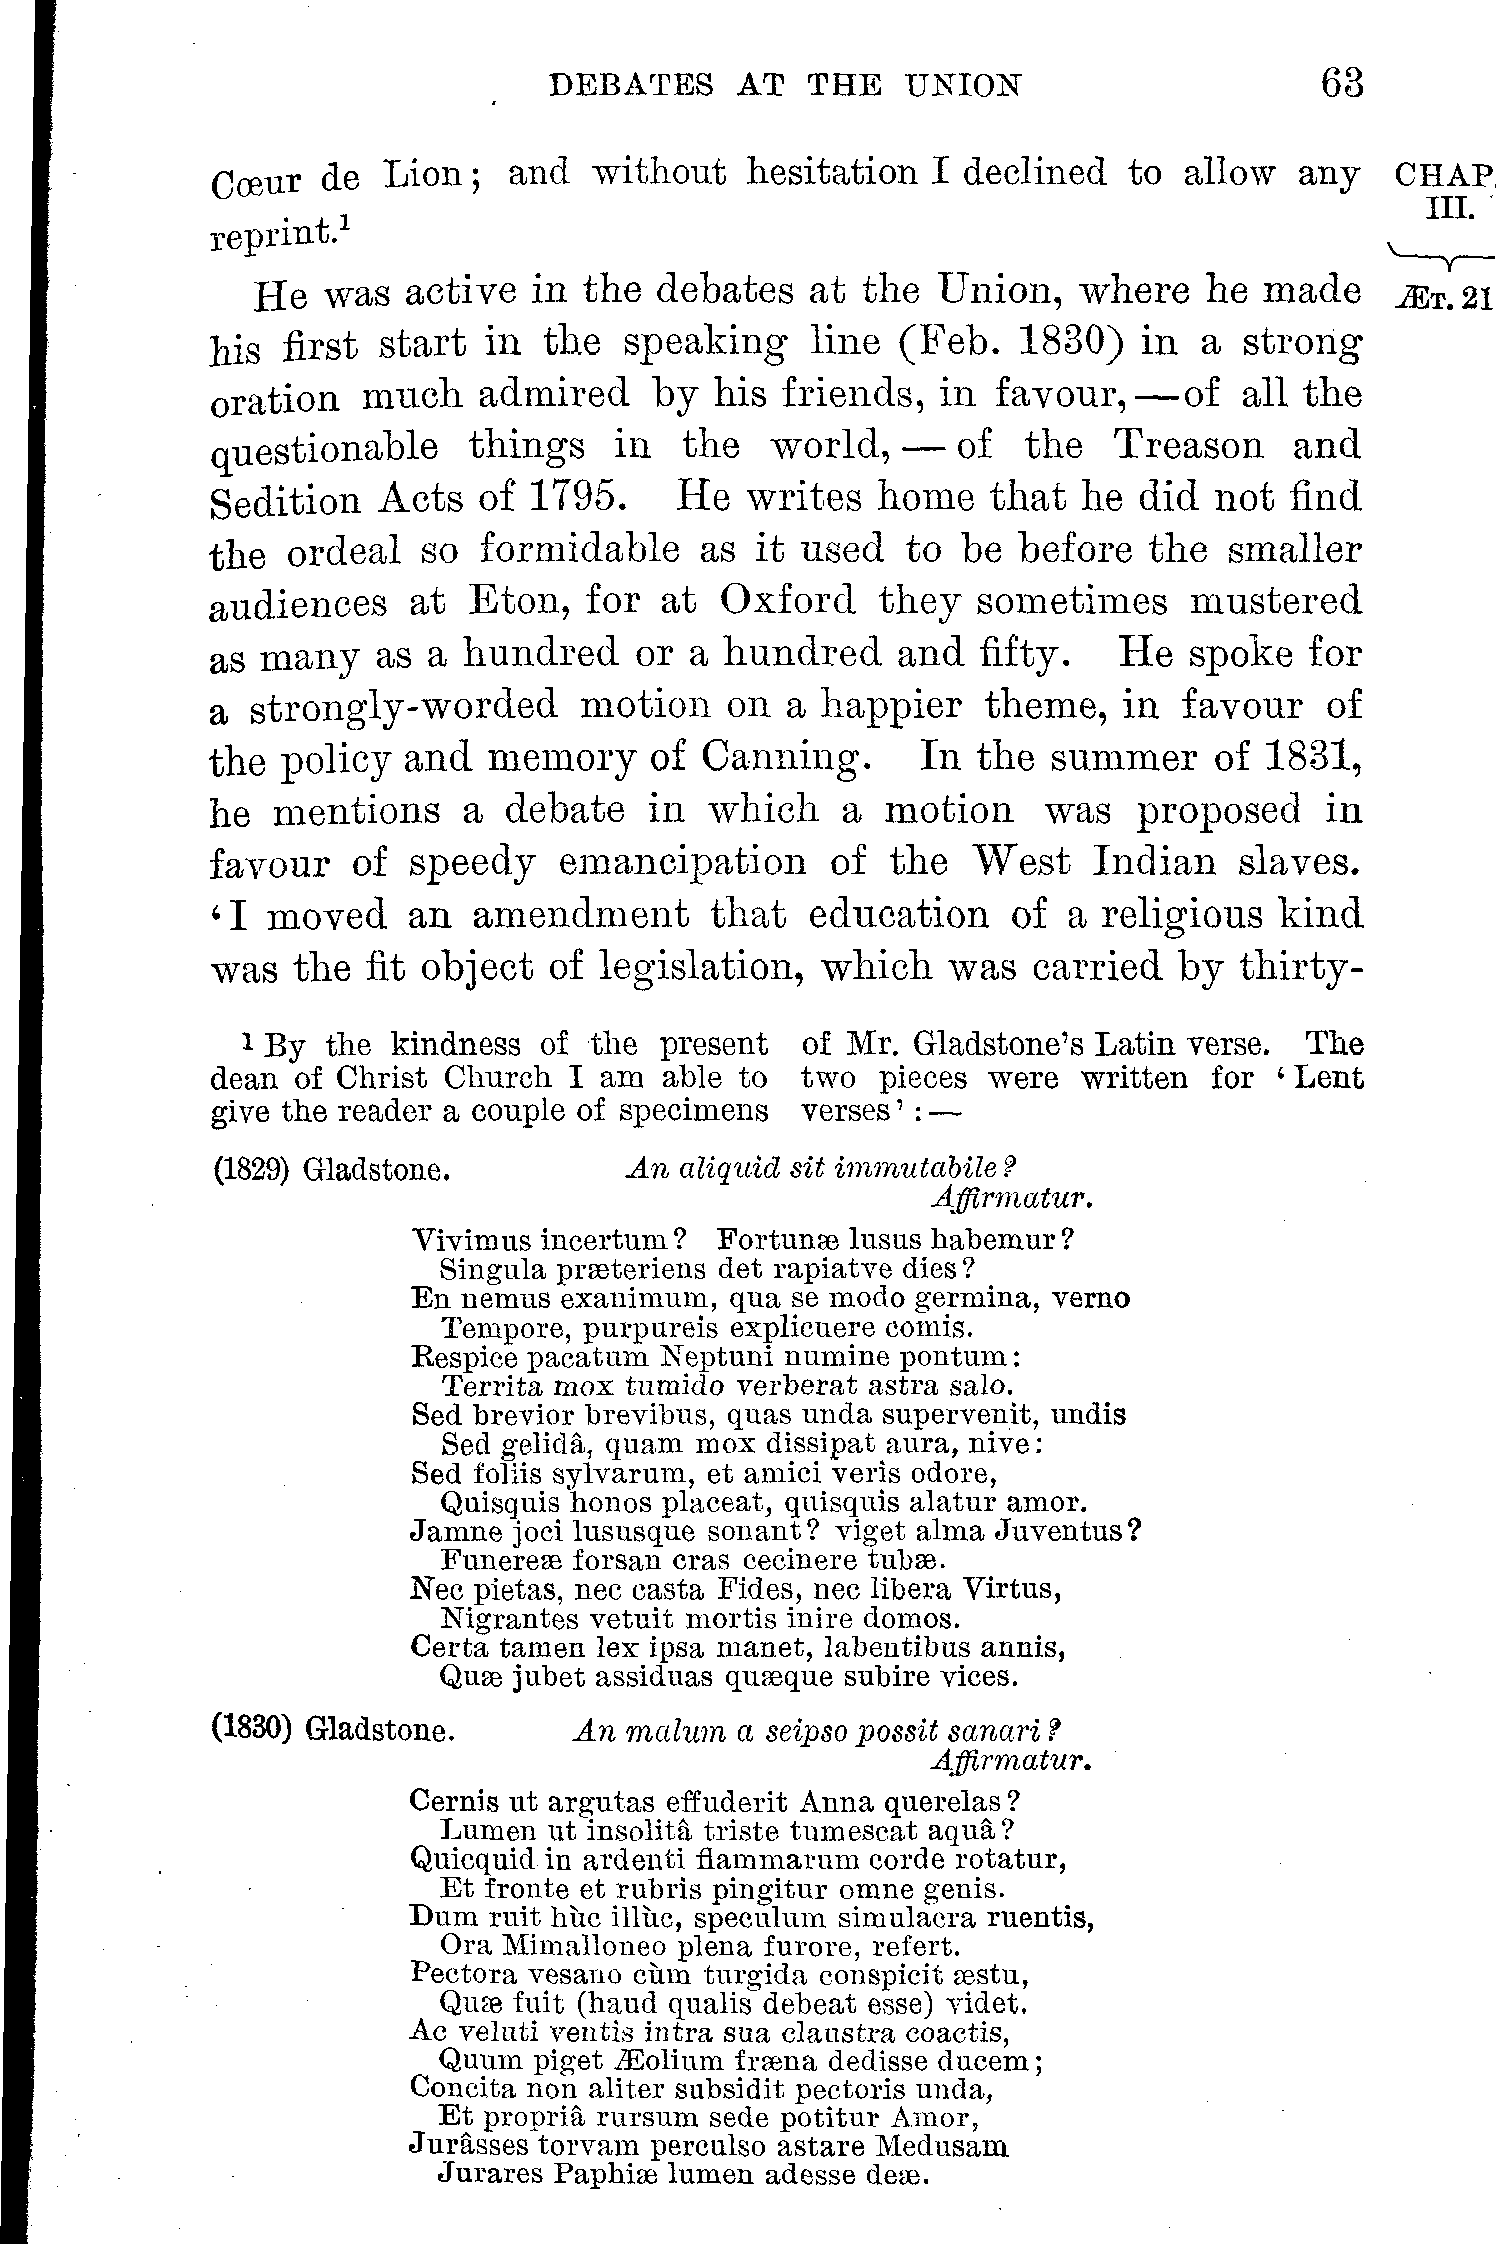 DEBATES AT THE UNION 63
Cœur de Lion; and without hesitation I declined to allow any
reprint.¹
CHAP.
III.
ÆT. 21
He was active in the debates at the Union, where he made
his first start in the speaking line (Feb. 1830) in a strong
oration much admired by his friends, in favour,—of all the
questionable things in the world,—of the Treason and
Sedition Acts of 1795. He writes home that he did not find
the ordeal so formidable as it used to be before the smaller
audiences at Eton, for at Oxford they sometimes mustered
as many as a hundred or a hundred and fifty. He spoke for
a strongly-worded motion on a happier theme, in favour of
the policy and memory of Canning. In the summer of 1831,
he mentions a debate in which a motion was proposed in
favour of speedy emancipation of the West Indian slaves.
‘I moved an amendment that education of a religious kind
was the fit object of legislation, which was carried by thirty-
¹ By the kindness of the present
dean of Christ Church I am able to
give the reader a couple of specimens
of Mr. Gladstone's Latin verse. The
two pieces were written for ‘Lent
verses’:—
(1829) Gladstone. An aliquid sit immutabile?
Affirmatur.
Vivimus incertum? Fortunæ lusus habemur?
Singula præteriens det rapiatve dies?
En nemus exanimum, qua se modo germina, verno
Tempore, purpureis explicuere comis.
Respice pacatum Neptuni numine pontum:
Territa mox tumido verberat astra salo.
Sed brevior brevibus, quas unda supervenit, undis
Sed gelidâ, quam mox dissipat aura, nive:
Sed foliis sylvarum, et amici veris odore,
Quisquis honos placeat, quisquis alatur amor.
Jamne joci lususque sonant? viget alma Juventus?
Funereæ forsan cras cecinere tubæ.
Nec pietas, nec casta Fides, nec libera Virtus,
Nigrantes vetuit mortis inire domos.
Certa tamen lex ipsa manet, labentibus annis,
Quæ jubet assiduas quæque subire vices.
(1830) Gladstone. An malum a seipso possit sanari?
Affirmatur.
Cernis ut argutas effuderit Anna querelas?
Lumen ut insolitâ triste tumescat aquâ?
Quicquid in ardenti flammarum corde rotatur,
Et fronte et rubris pingitur omne genis.
Dum ruit hùc illùc, speculum simulacra ruentis,
Ora Mimalloneo plena furore, refert.
Pectora vesano cùm turgida conspicit æstu,
Quæ fuit (haud qualis debeat esse) videt.
Ac veluti ventis intra sua claustra coactis,
Quum piget Æolium fræna dedisse ducem;
Concita non aliter subsidit pectoris unda,
Et propriâ rursum sede potitur Amor,
Jurâsses torvam perculso astare Medusam
Jurares Paphiæ lumen adesse deæ.